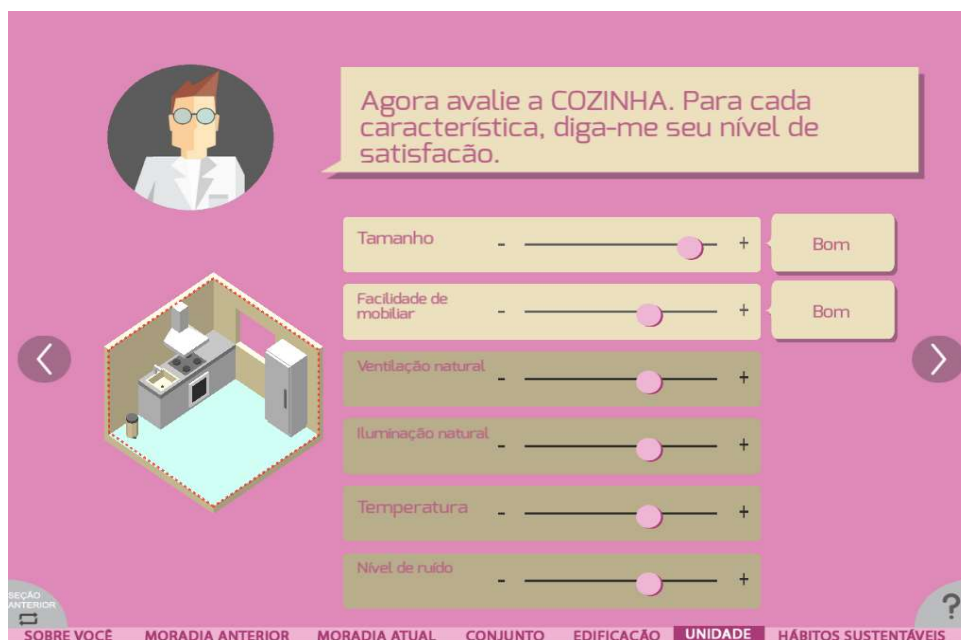 Agora avalie a COZINHA. Para cada
característica, diga-me seu nível de
satisfacão.
Tamanho - + Bom
Facilidade de
mobiliar - + Bom
Ventilação natural - +
Iluminação natural - +
Temperatura - +
Nível de ruído - +
SEÇÃO
ANTERIOR
?
SOBRE VOCÊ MORADIA ANTERIOR MORADIA ATUAL CONJUNTO EDIFICAÇÃO UNIDADE HÁBITOS SUSTENTÁVEIS